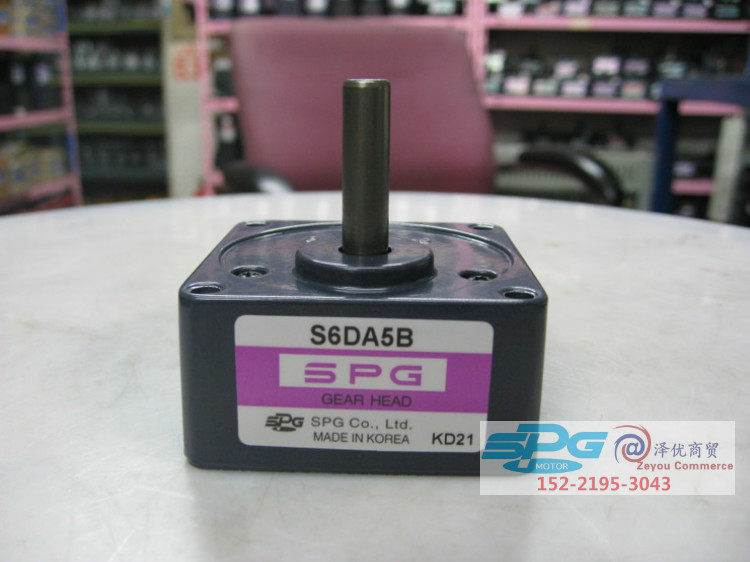 S6DA5B
SPG
GEAR HEAD
SPG SPG Co., Ltd.
MADE IN KOREA KD21
SPG @ 泽优商贸
MOTOR Zeyou Commerce
152-2195-3043